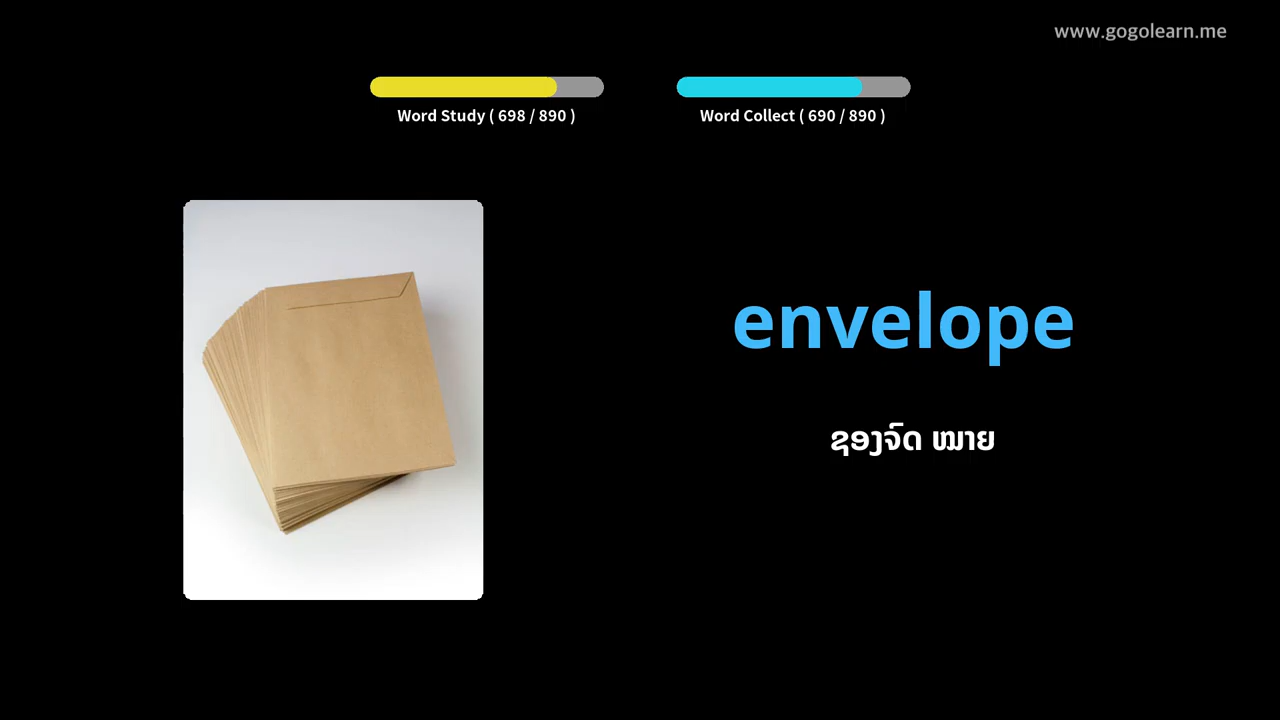 www.gogolearn.me
Word Study ( 698 / 890 )
Word Collect ( 690 / 890 )
envelope
ຊອງຈົດ ໝາຍ